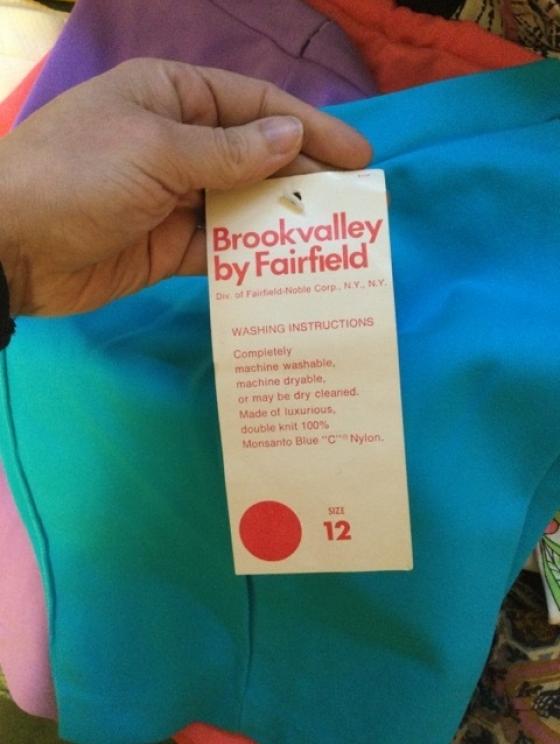 Brookvalley
by Fairfield
Div. of Fairfield-Noble Corp., N.Y., N.Y.
WASHING INSTRUCTIONS
Completely
machine washable,
machine dryable,
or may be dry cleaned.
Made of luxurious,
double knit 100%
Monsanto Blue "C"® Nylon.
SIZE
12